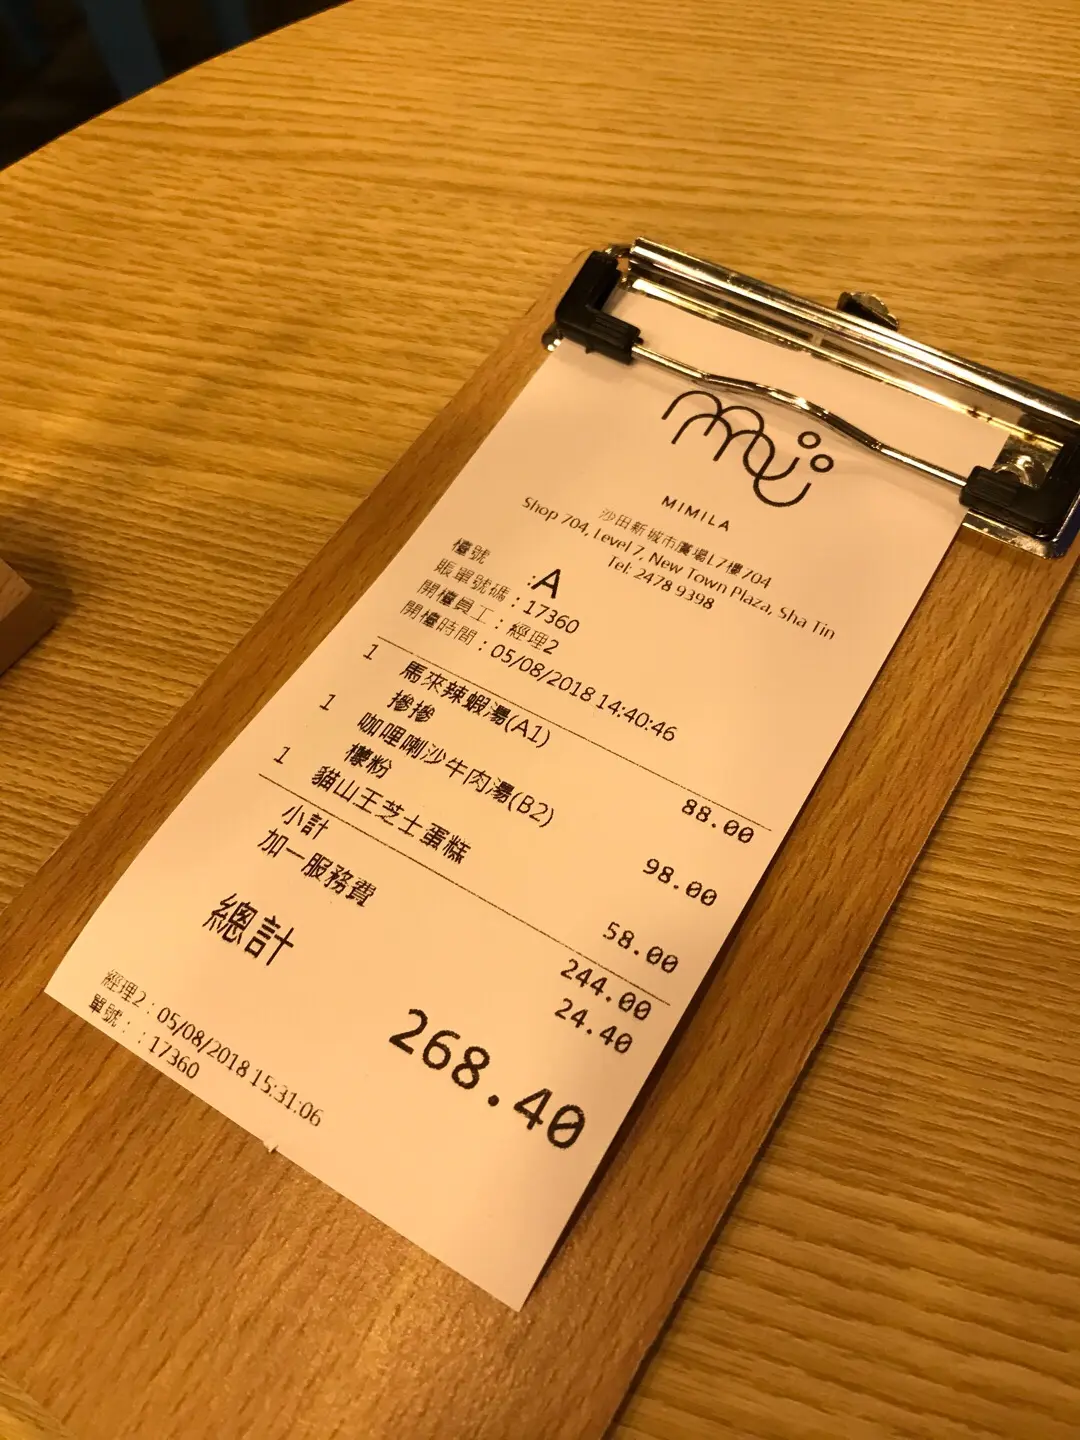 MIMILA
沙田新城市廣場L7樓704
Shop 704, Level 7, New Town Plaza, Sha Tin
Tel: 2478 9398
檯號 :A
賬單號碼 : 17360
開檯員工 : 經理2
開檯時間 : 05/08/2018 14:40:46
1 馬來辣蝦湯(A1) 88.00
摻摻
1 咖哩喇沙牛肉湯(B2) 98.00
檬粉
1 貓山王芝士蛋糕 58.00
小計 244.00
加一服務費 24.40
總計 268.40
經理2 : 05/08/2018 15:31:06
單號 : : 17360